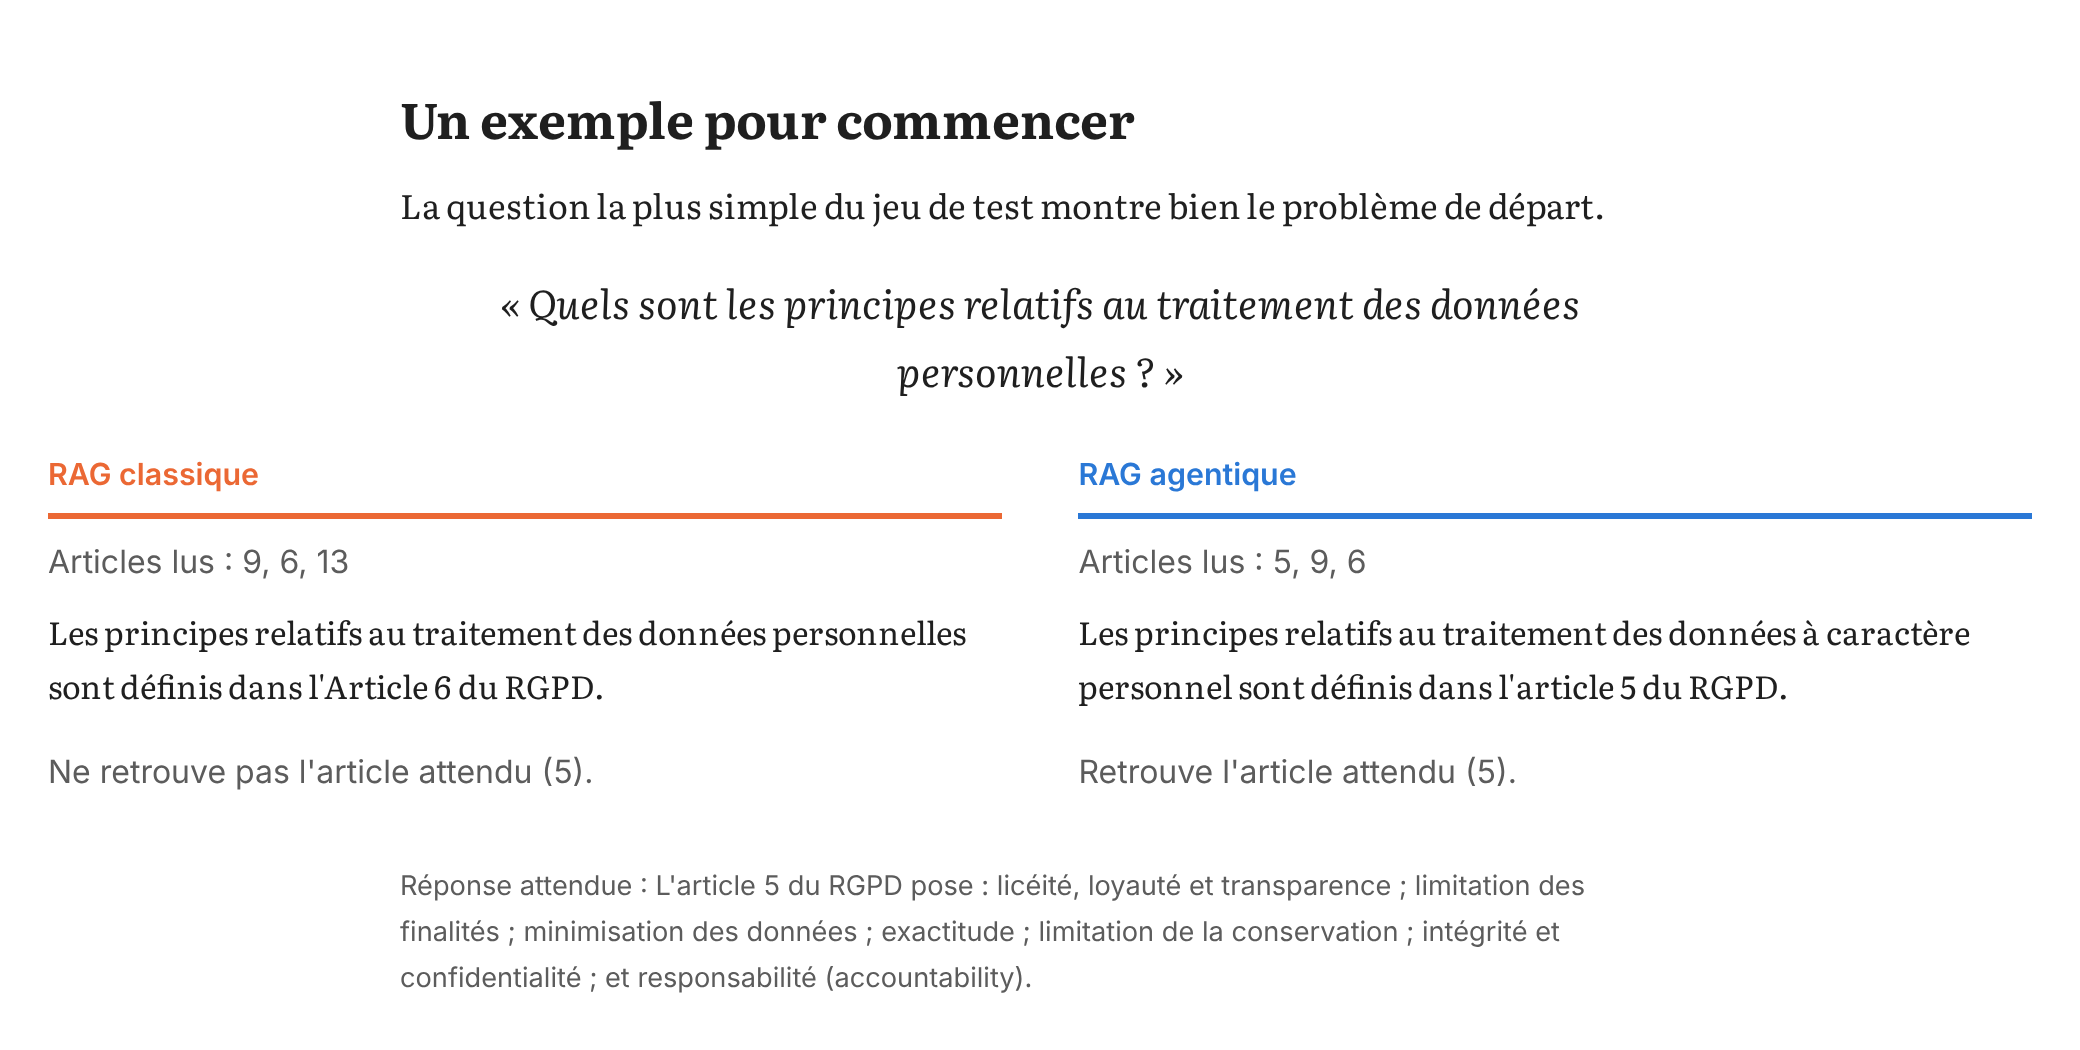 Un exemple pour commencer
La question la plus simple du jeu de test montre bien le problème de départ.
« Quels sont les principes relatifs au traitement des données
personnelles ? »
RAG classique
Articles lus : 9, 6, 13
Les principes relatifs au traitement des données personnelles
sont définis dans l'Article 6 du RGPD.
Ne retrouve pas l'article attendu (5).
RAG agentique
Articles lus : 5, 9, 6
Les principes relatifs au traitement des données à caractère
personnel sont définis dans l'article 5 du RGPD.
Retrouve l'article attendu (5).
Réponse attendue : L'article 5 du RGPD pose : licéité, loyauté et transparence ; limitation des
finalités ; minimisation des données ; exactitude ; limitation de la conservation ; intégrité et
confidentialité ; et responsabilité (accountability).